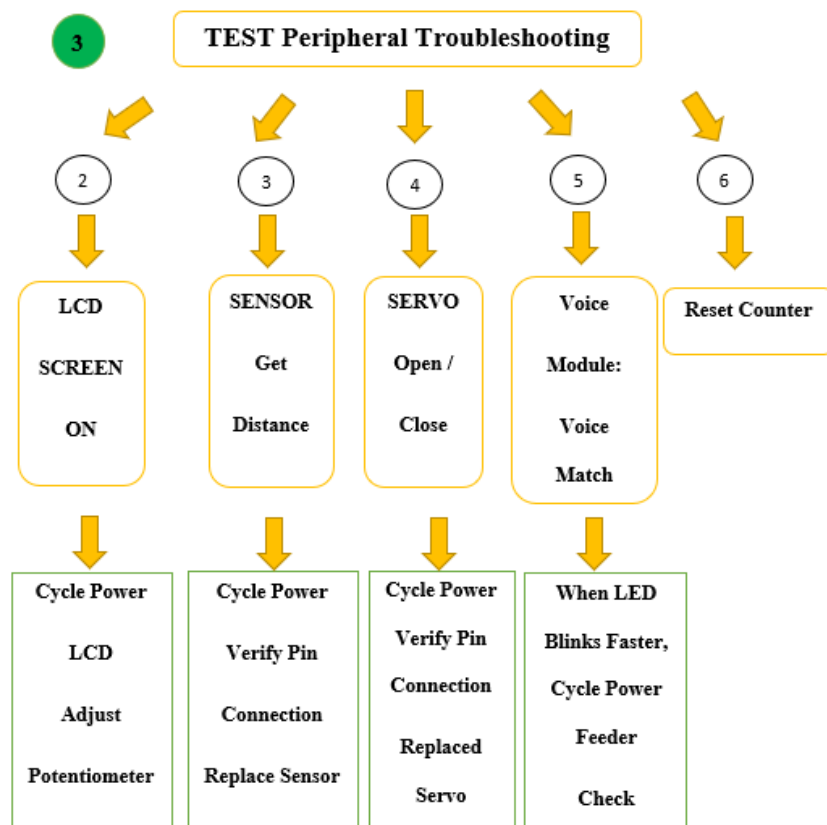 3
TEST Peripheral Troubleshooting
2
3
4
5
6
LCD
SCREEN
ON
SENSOR
Get
Distance
SERVO
Open /
Close
Voice
Module:
Voice
Match
Reset Counter
Cycle Power
LCD
Adjust
Potentiometer
Cycle Power
Verify Pin
Connection
Replace Sensor
Cycle Power
Verify Pin
Connection
Replaced
Servo
When LED
Blinks Faster,
Cycle Power
Feeder
Check